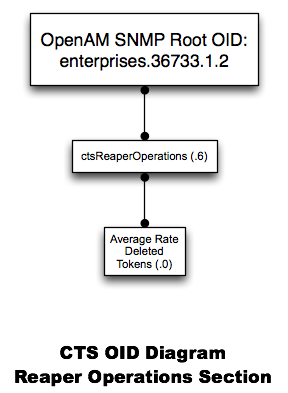 OpenAM SNMP Root OID:
enterprises.36733.1.2
ctsReaperOperations (.6)
Average Rate
Deleted
Tokens (.0)
CTS OID Diagram
Reaper Operations Section